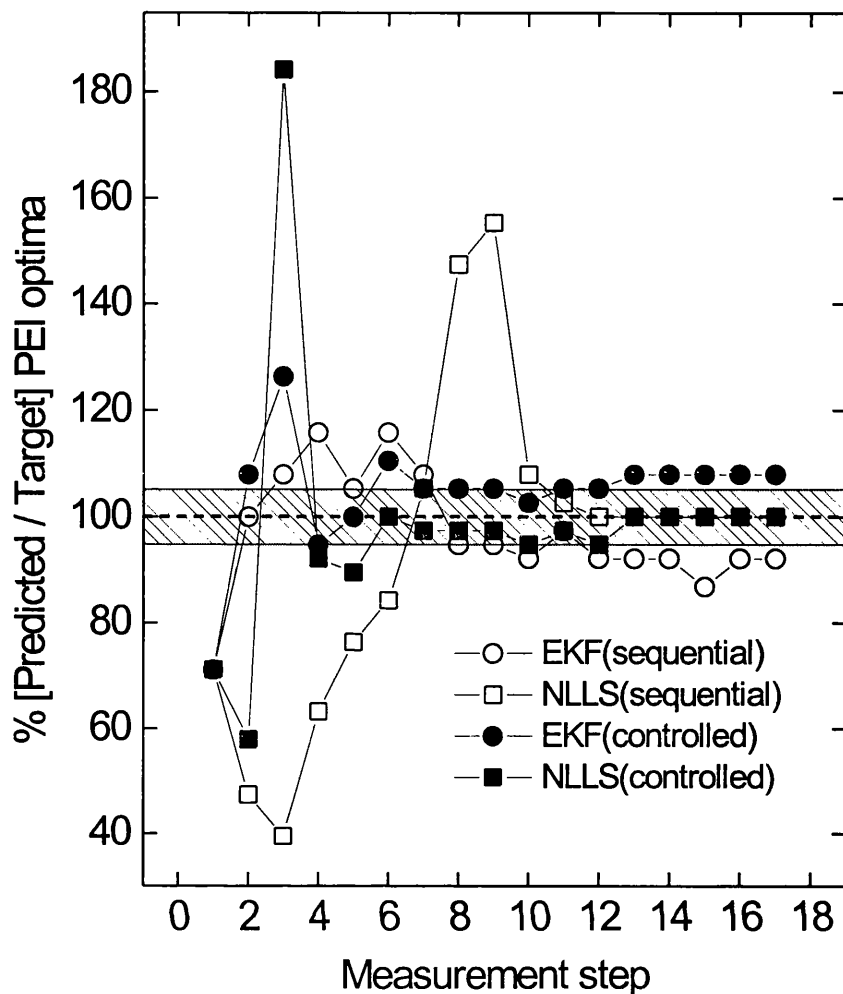 % [Predicted / Target] PEI optima
180
160
140
120
100
80
60
40
EKF(sequential)
NLLS(sequential)
EKF(controlled)
NLLS(controlled)
0 2 4 6 8 10 12 14 16 18
Measurement step